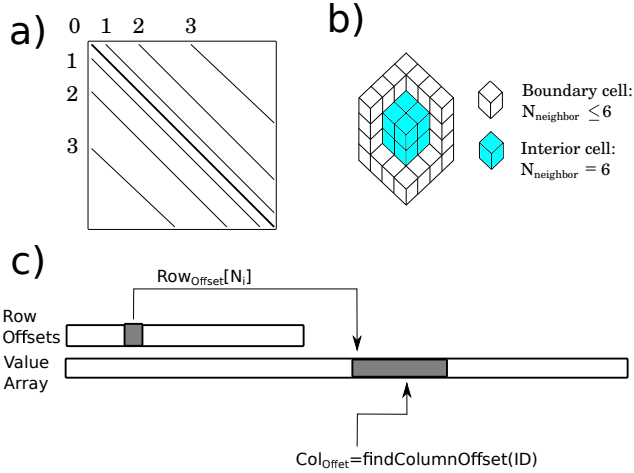 a)
0 1 2 3
1
2
3
b)
Boundary cell:
N_neighbor ≤6
Interior cell:
N_neighbor = 6
c)
Row_Offset[N_i]
Row
Offsets
Value
Array
Col_Offet=findColumnOffset(ID)